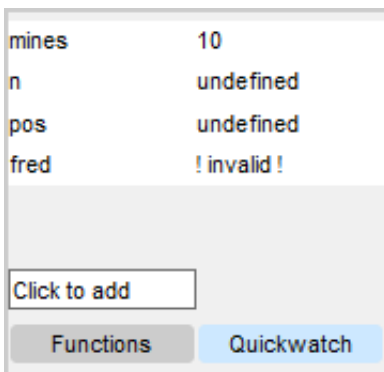 mines 10
n undefined
pos undefined
fred ! invalid !
Click to add
Functions Quickwatch